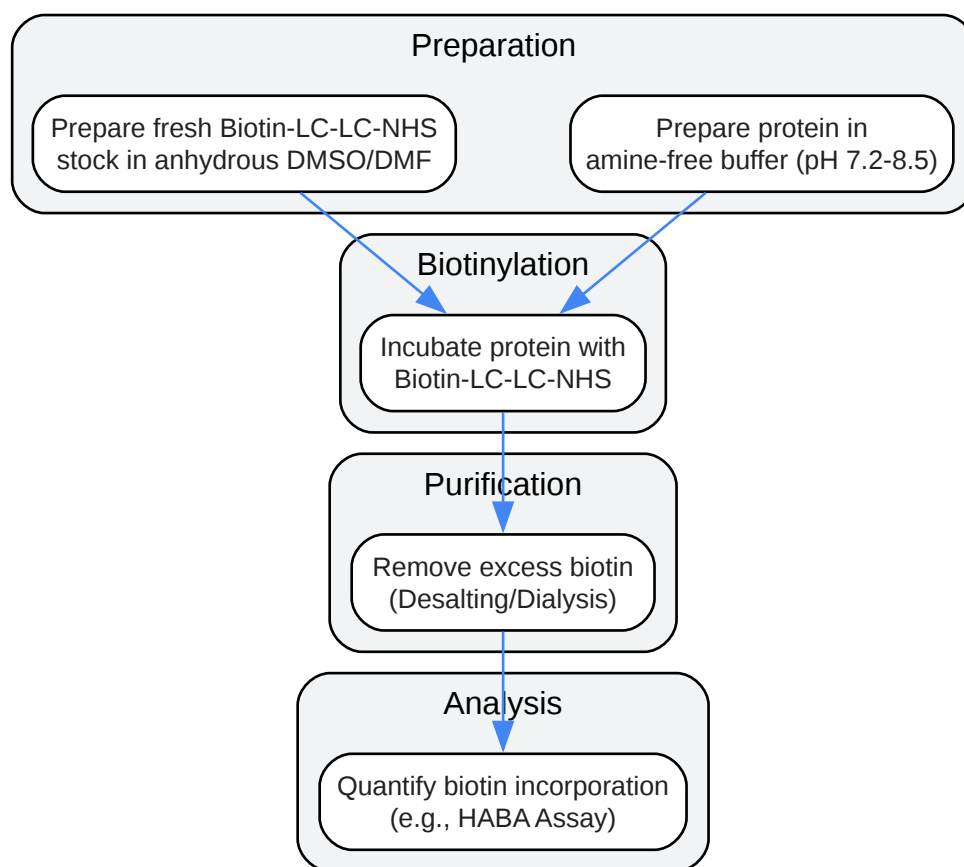 Preparation
Prepare fresh Biotin-LC-LC-NHS
stock in anhydrous DMSO/DMF
Prepare protein in
amine-free buffer (pH 7.2-8.5)
Biotinylation
Incubate protein with
Biotin-LC-LC-NHS
Purification
Remove excess biotin
(Desalting/Dialysis)
Analysis
Quantify biotin incorporation
(e.g., HABA Assay)